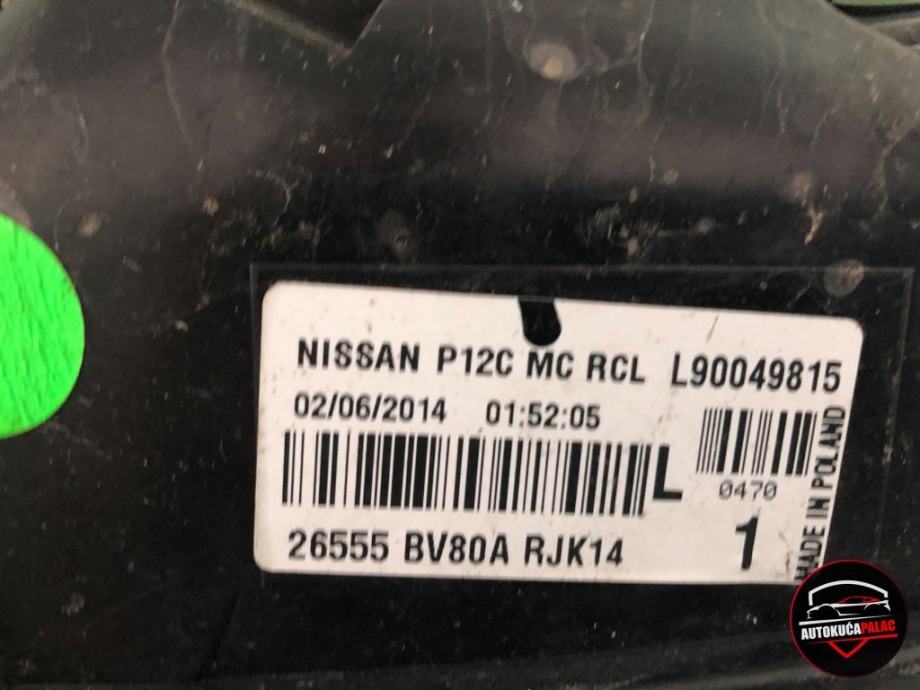 NISSAN P12C MC RCL L90049815
02/06/2014 01:52:05
L
0470
26555 BV80A RJK14
1
MADE IN POLAND
AUTOKUĆAPALAC